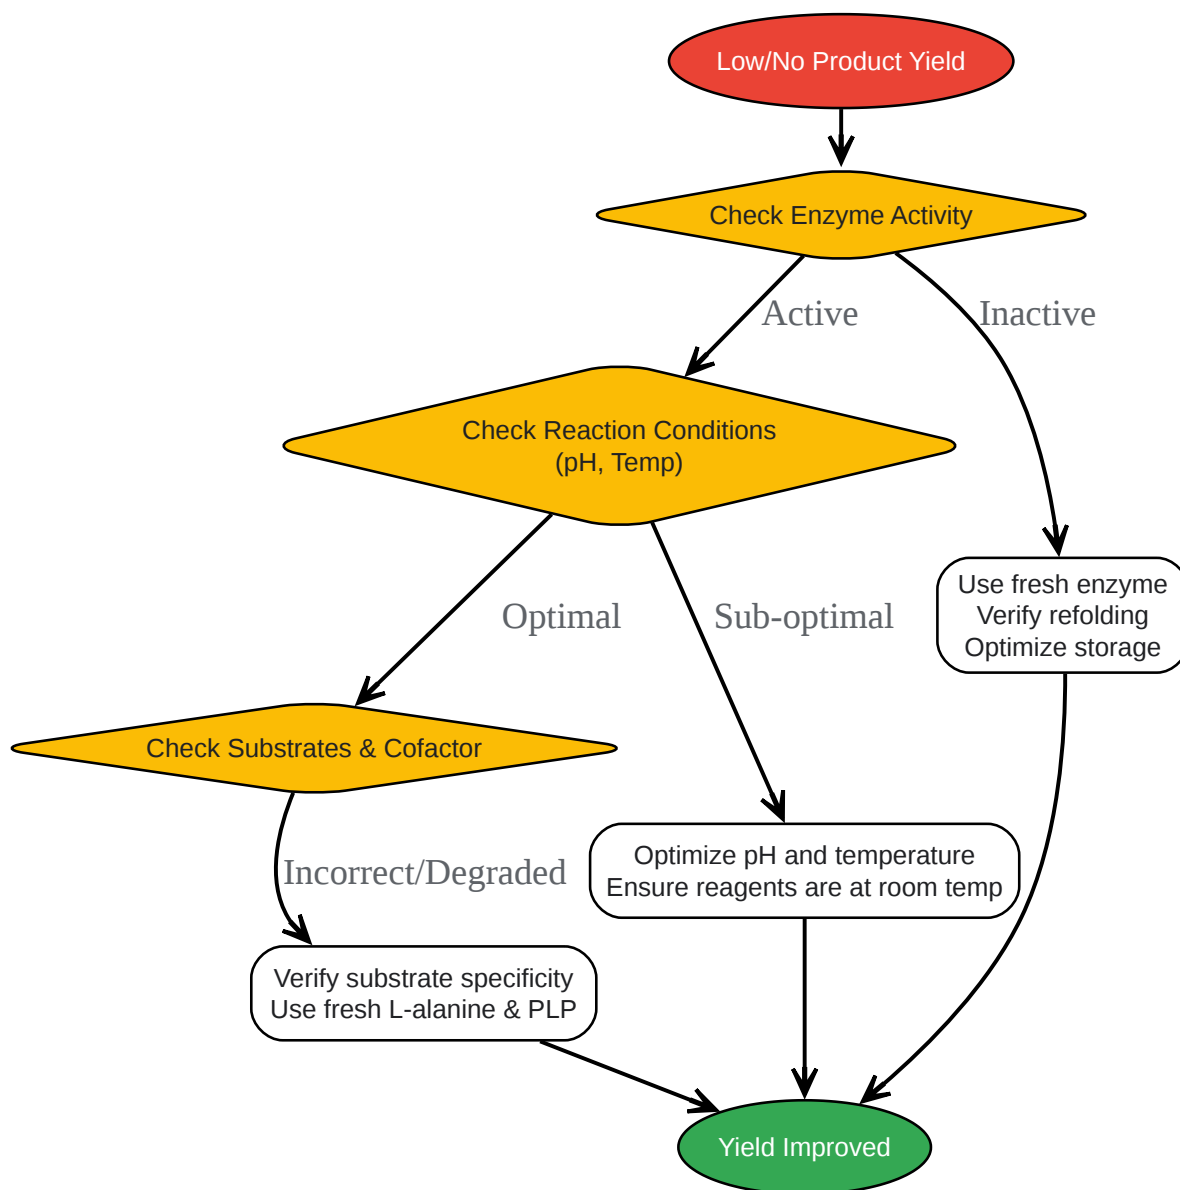 Low/No Product Yield
Check Enzyme Activity
Active
Inactive
Check Reaction Conditions
(pH, Temp)
Optimal
Sub-optimal
Use fresh enzyme
Verify refolding
Optimize storage
Check Substrates & Cofactor
Incorrect/Degraded
Optimize pH and temperature
Ensure reagents are at room temp
Verify substrate specificity
Use fresh L-alanine & PLP
Yield Improved